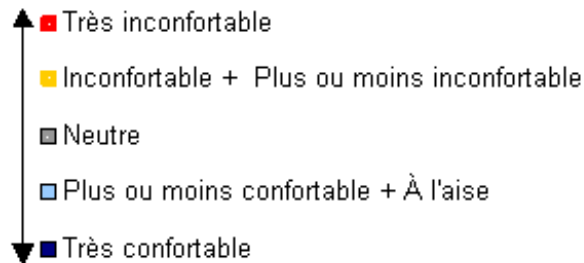 Très inconfortable
Inconfortable + Plus ou moins inconfortable
Neutre
Plus ou moins confortable + À l'aise
Très confortable